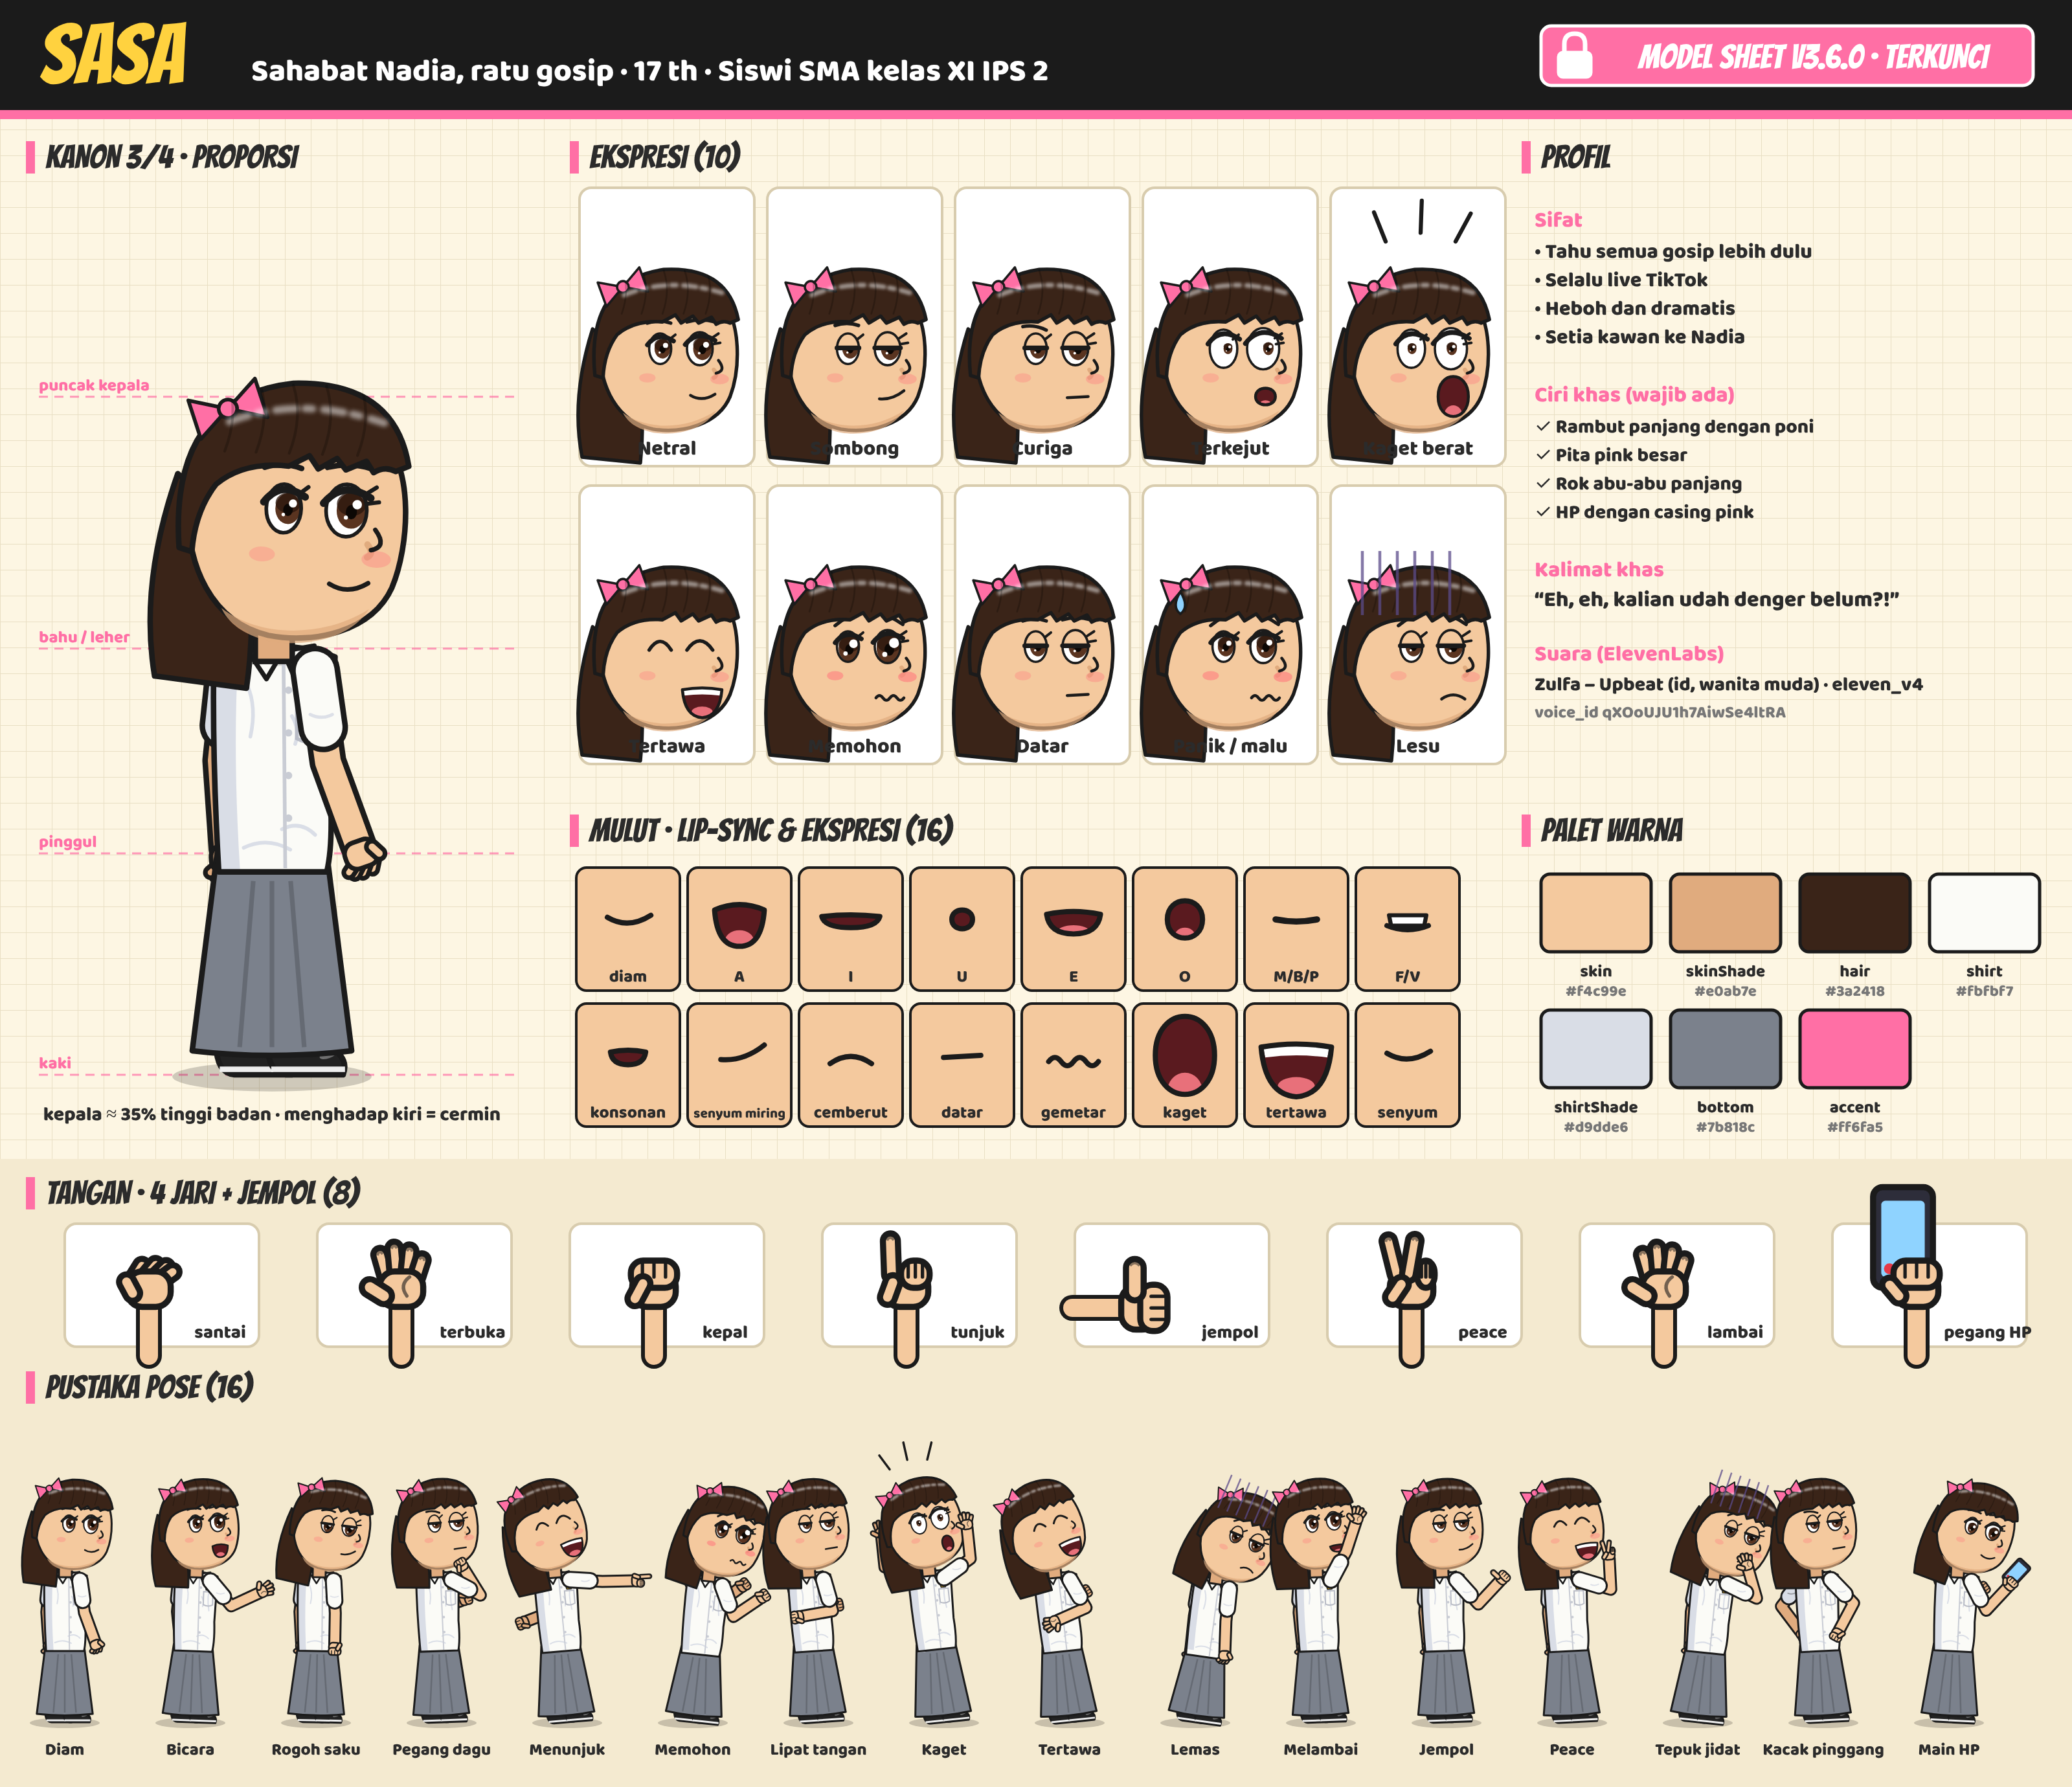 SASA
Sahabat Nadia, ratu gosip · 17 th · Siswi SMA kelas XI IPS 2
MODEL SHEET V3.6.0 · TERKUNCI
KANON 3/4 · PROPORSI
puncak kepala
bahu / leher
pinggul
kaki
kepala ≈ 35% tinggi badan · menghadap kiri = cermin
EKSPRESI (10)
Netral
Sombong
Curiga
Terkejut
Kaget berat
Tertawa
Memohon
Datar
Panik / malu
Lesu
MULUT · LIP-SYNC & EKSPRESI (16)
diam
A
I
U
E
O
M/B/P
F/V
konsonan
senyum miring
cemberut
datar
gemetar
kaget
tertawa
senyum
PROFIL
Sifat
• Tahu semua gosip lebih dulu
• Selalu live TikTok
• Heboh dan dramatis
• Setia kawan ke Nadia
Ciri khas (wajib ada)
✓ Rambut panjang dengan poni
✓ Pita pink besar
✓ Rok abu-abu panjang
✓ HP dengan casing pink
Kalimat khas
“Eh, eh, kalian udah denger belum?!”
Suara (ElevenLabs)
Zulfa – Upbeat (id, wanita muda) · eleven_v4
voice_id qXOoUJU1h7AiwSe4ltRA
PALET WARNA
skin
#f4c99e
skinShade
#e0ab7e
hair
#3a2418
shirt
#fbfbf7
shirtShade
#d9dde6
bottom
#7b818c
accent
#ff6fa5
TANGAN · 4 JARI + JEMPOL (8)
santai
terbuka
kepal
tunjuk
jempol
peace
lambai
pegang HP
PUSTAKA POSE (16)
Diam
Bicara
Rogoh saku
Pegang dagu
Menunjuk
Memohon
Lipat tangan
Kaget
Tertawa
Lemas
Melambai
Jempol
Peace
Tepuk jidat
Kacak pinggang
Main HP